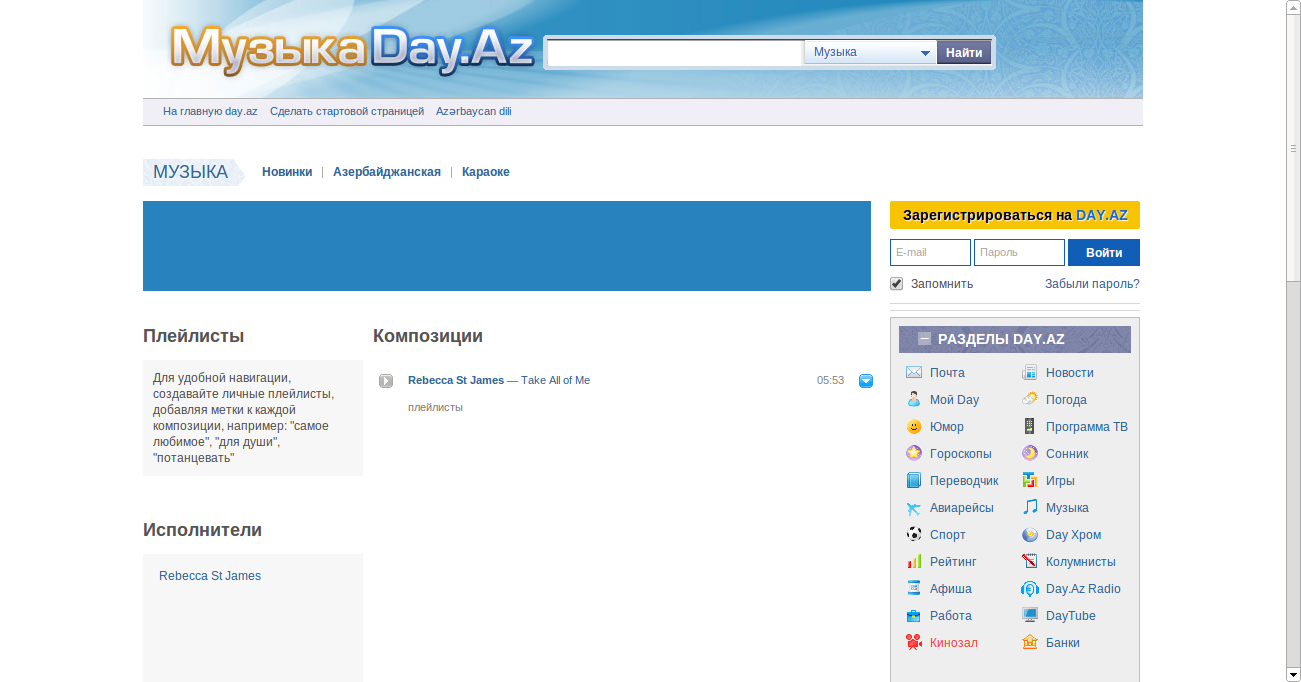 Музыка Day.Az
Музыка
Найти
На главную day.az Сделать стартовой страницей Azərbaycan dili
МУЗЫКА Новинки | Азербайджанская | Караоке
Зарегистрироваться на DAY.AZ
E-mail Пароль Войти
Запомнить Забыли пароль?
Плейлисты
Для удобной навигации,
создавайте личные плейлисты,
добавляя метки к каждой
композиции, например: "самое
любимое", "для души",
"потанцевать"
Исполнители
Rebecca St James
Композиции
Rebecca St James — Take All of Me 05:53
плейлисты
РАЗДЕЛЫ DAY.AZ
Почта Новости
Мой Day Погода
Юмор Программа ТВ
Гороскопы Сонник
Переводчик Игры
Авиарейсы Музыка
Спорт Day Хром
Рейтинг Колумнисты
Афиша Day.Az Radio
Работа DayTube
Кинозал Банки